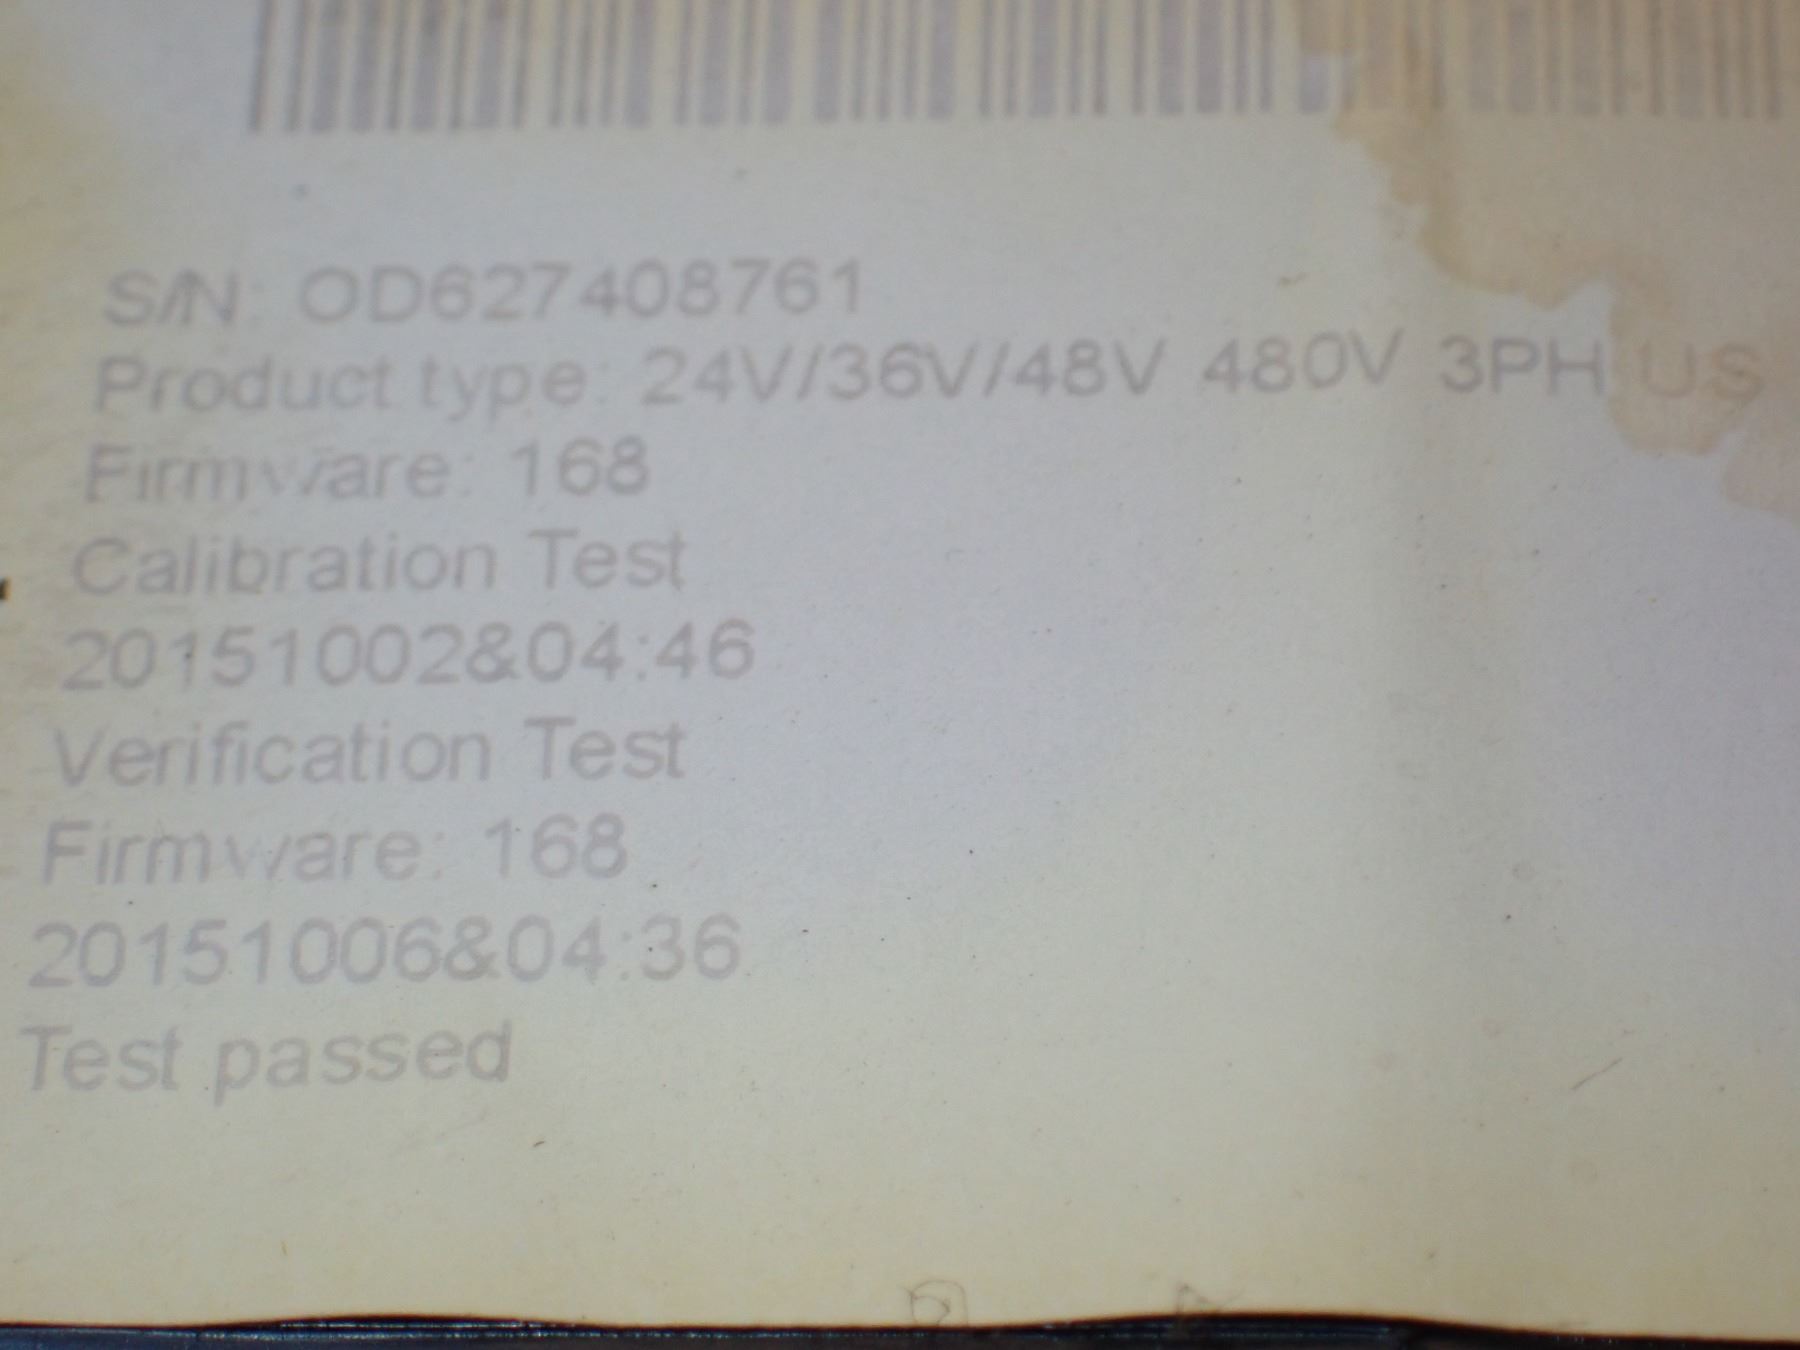 S/N: OD627408761
Product type: 24V/36V/48V 480V 3PH US
Firmware: 168
Calibration Test
20151002&04:46
Verification Test
Firmware: 168
20151006&04:36
Test passed